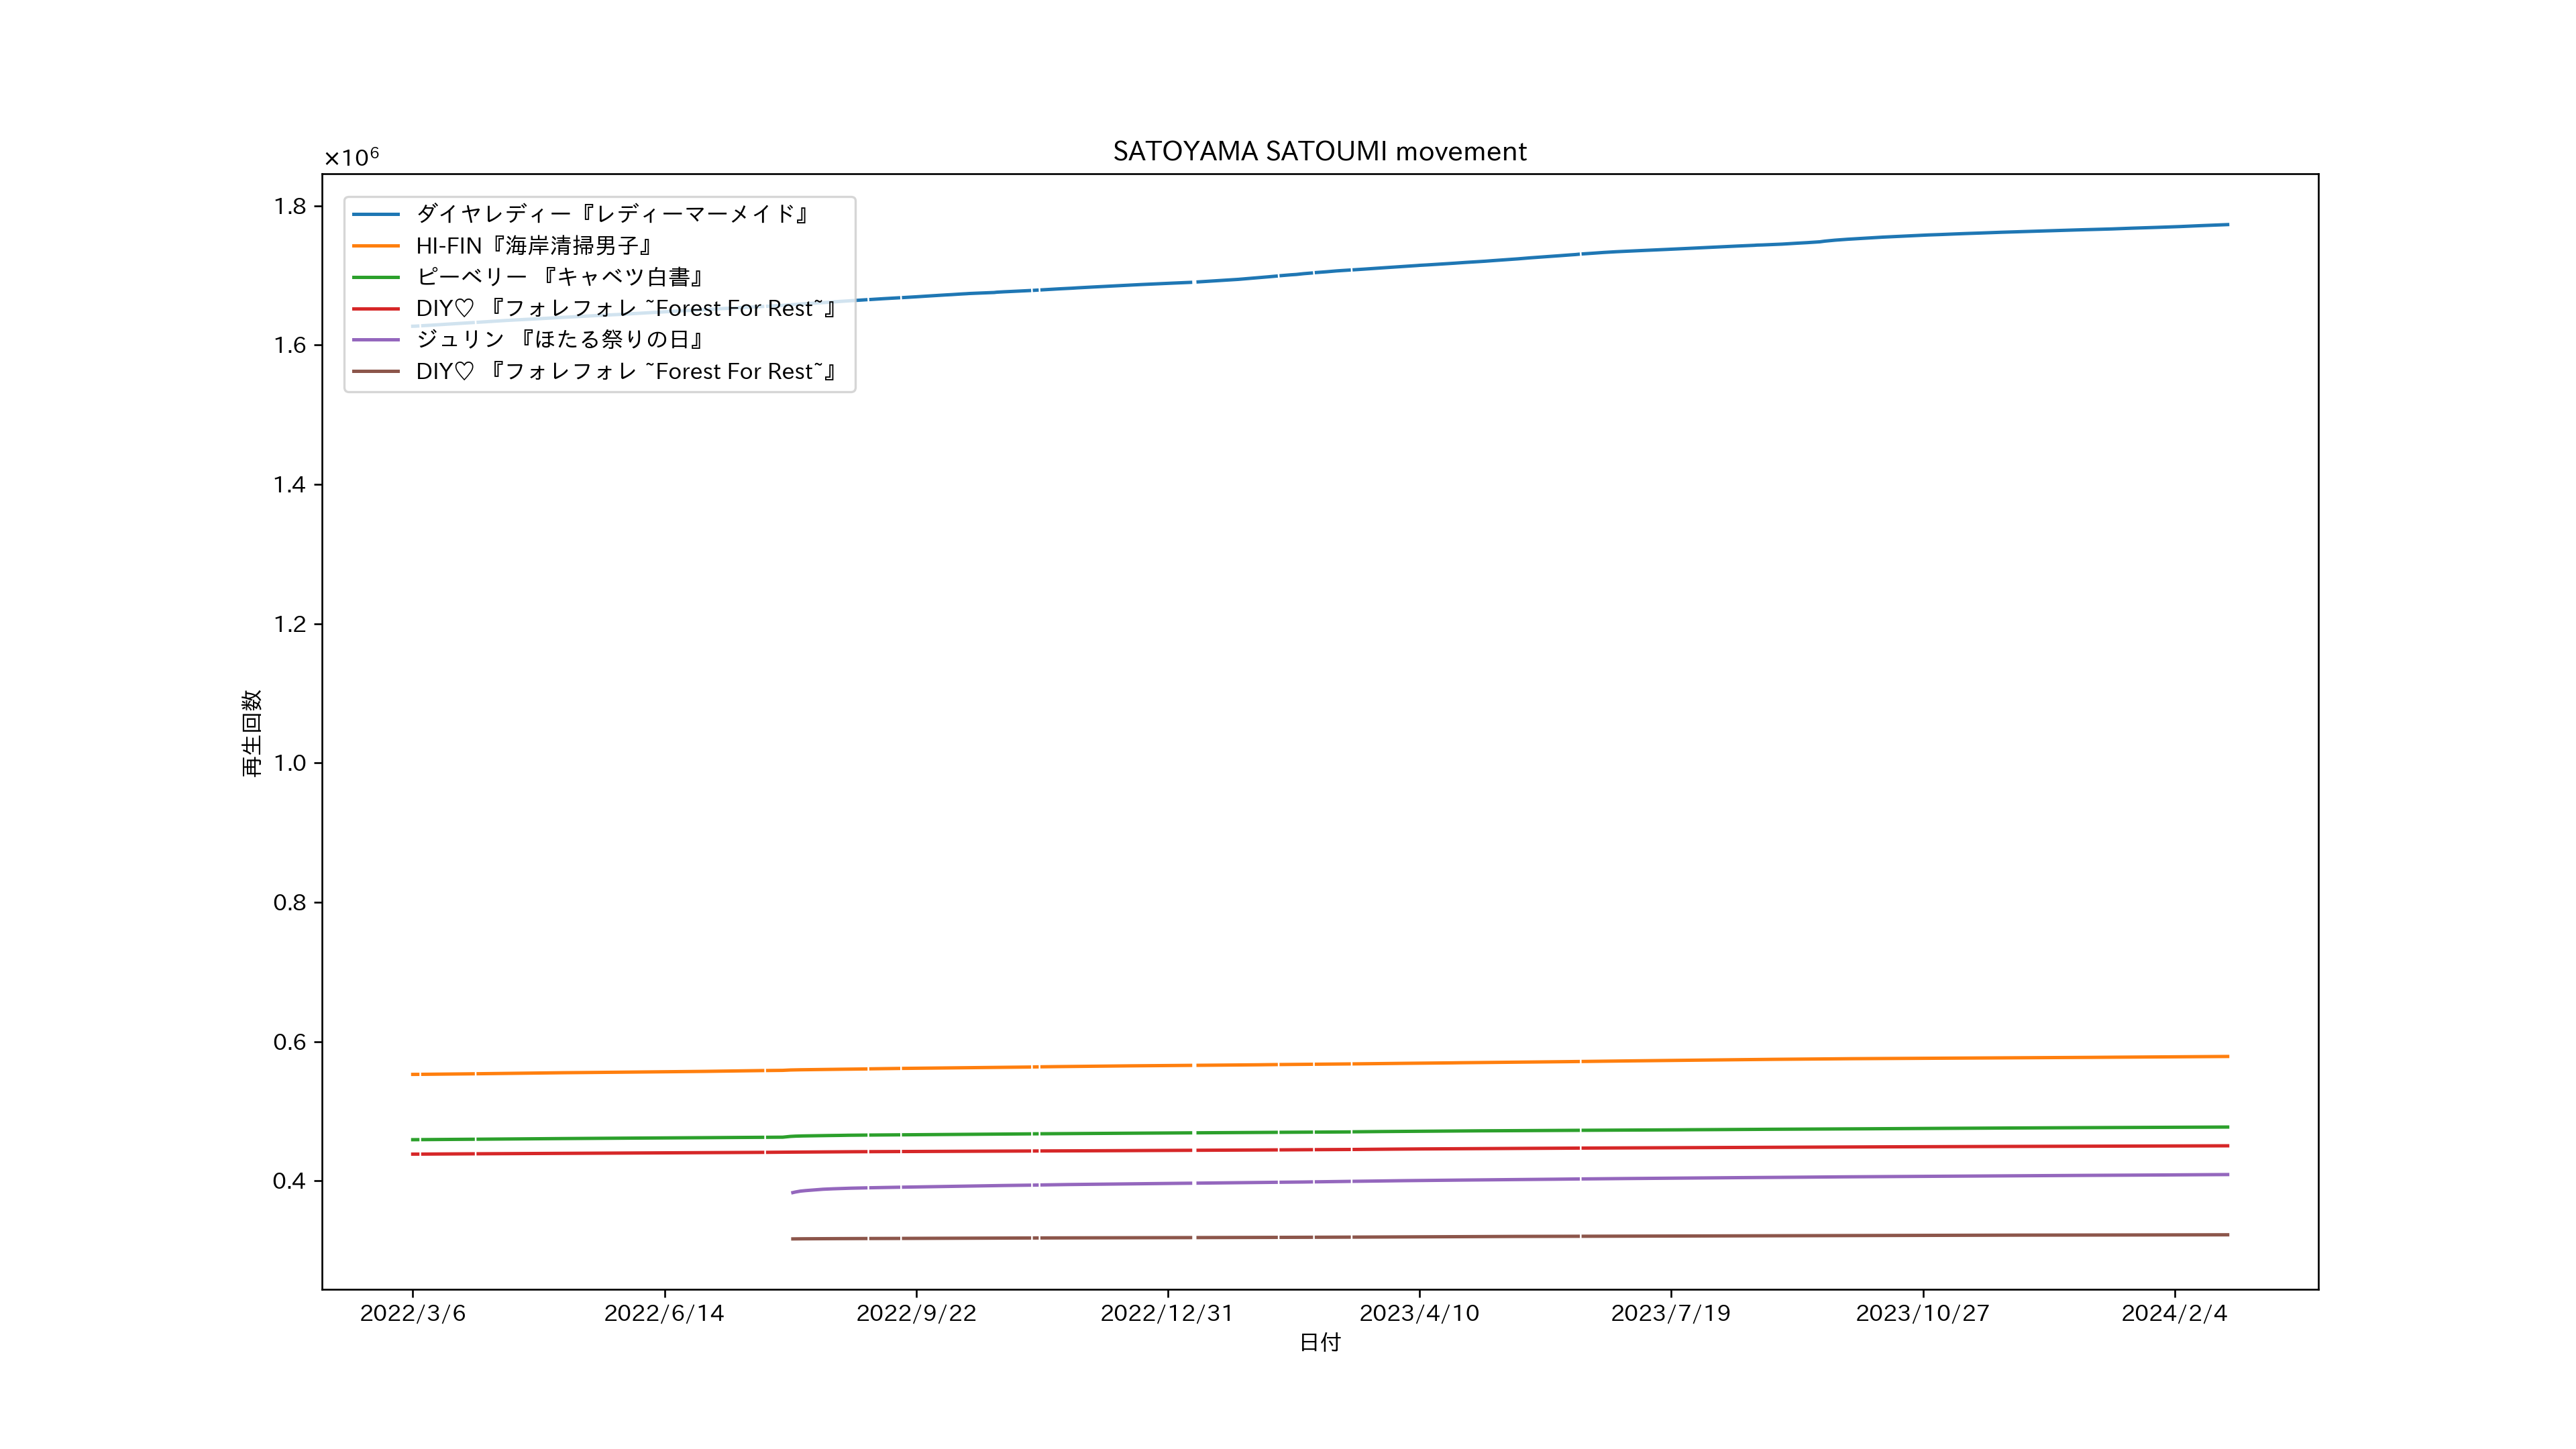 SATOYAMA SATOUMI movement
×10⁶
ダイヤレディー『レディーマーメイド』
HI-FIN『海岸清掃男子』
ピーベリー 『キャベツ白書』
DIY♡ 『フォレフォレ ~Forest For Rest~』
ジュリン 『ほたる祭りの日』
DIY♡ 『フォレフォレ ~Forest For Rest~』
1.8
1.6
1.4
1.2
1.0
0.8
0.6
0.4
再生回数
2022/3/6 2022/6/14 2022/9/22 2022/12/31 2023/4/10 2023/7/19 2023/10/27 2024/2/4
日付